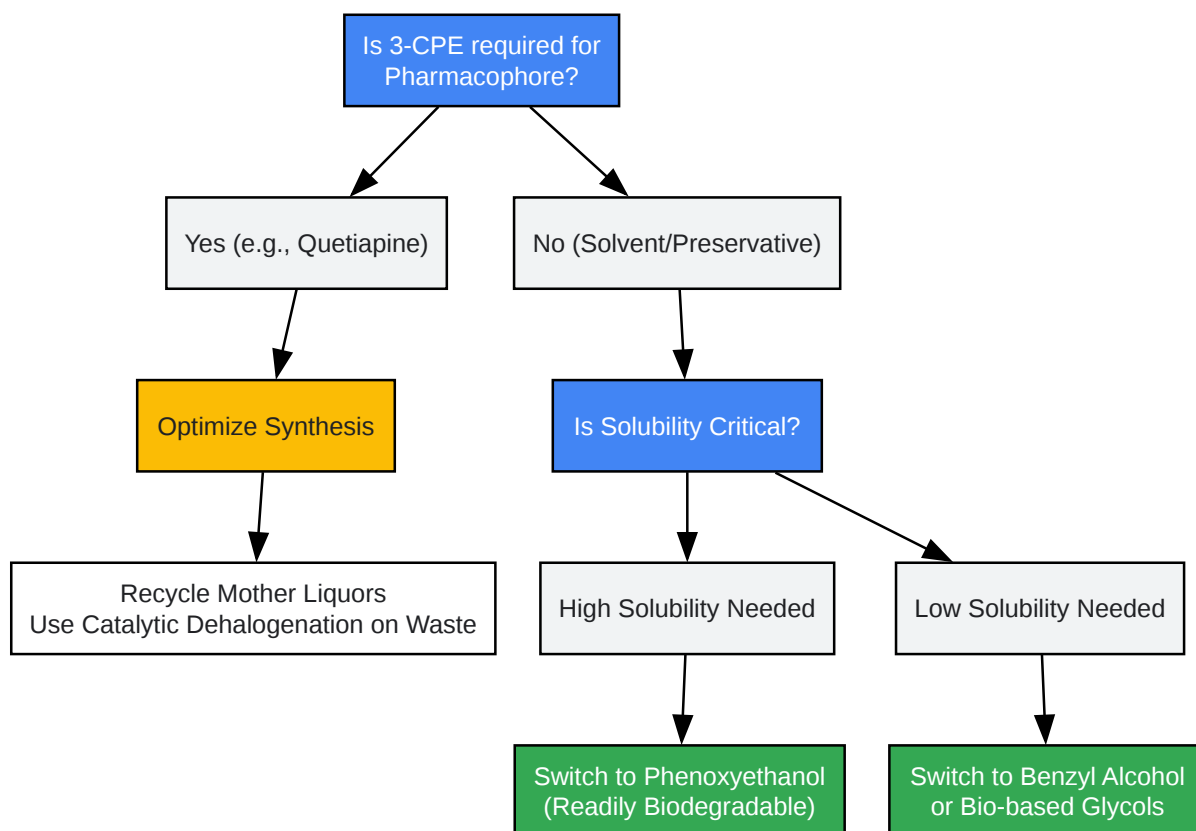 Is 3-CPE required for
Pharmacophore?
Yes (e.g., Quetiapine)
No (Solvent/Preservative)
Optimize Synthesis
Is Solubility Critical?
Recycle Mother Liquors
Use Catalytic Dehalogenation on Waste
High Solubility Needed
Low Solubility Needed
Switch to Phenoxyethanol
(Readily Biodegradable)
Switch to Benzyl Alcohol
or Bio-based Glycols